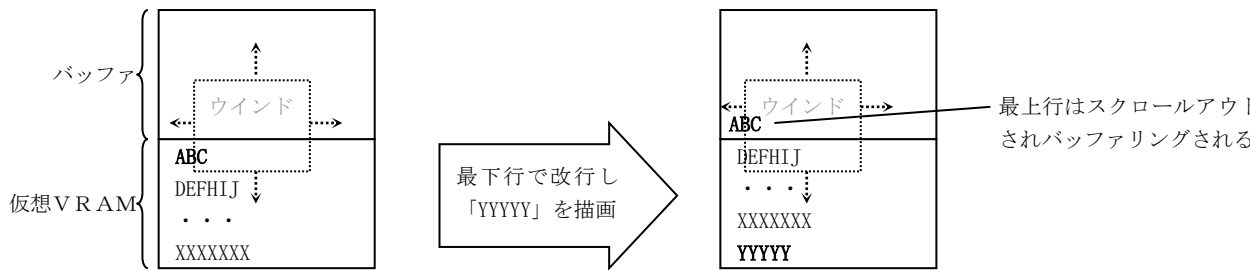 バッファ
ウインド
ABC
DEFHIJ
・・・
XXXXXXX
仮想VRAM
最下行で改行し
「YYYYY」を描画
ウインド
ABC
DEFHIJ
・・・
XXXXXXX
YYYYY
最上行はスクロールアウト
されバッファリングされる